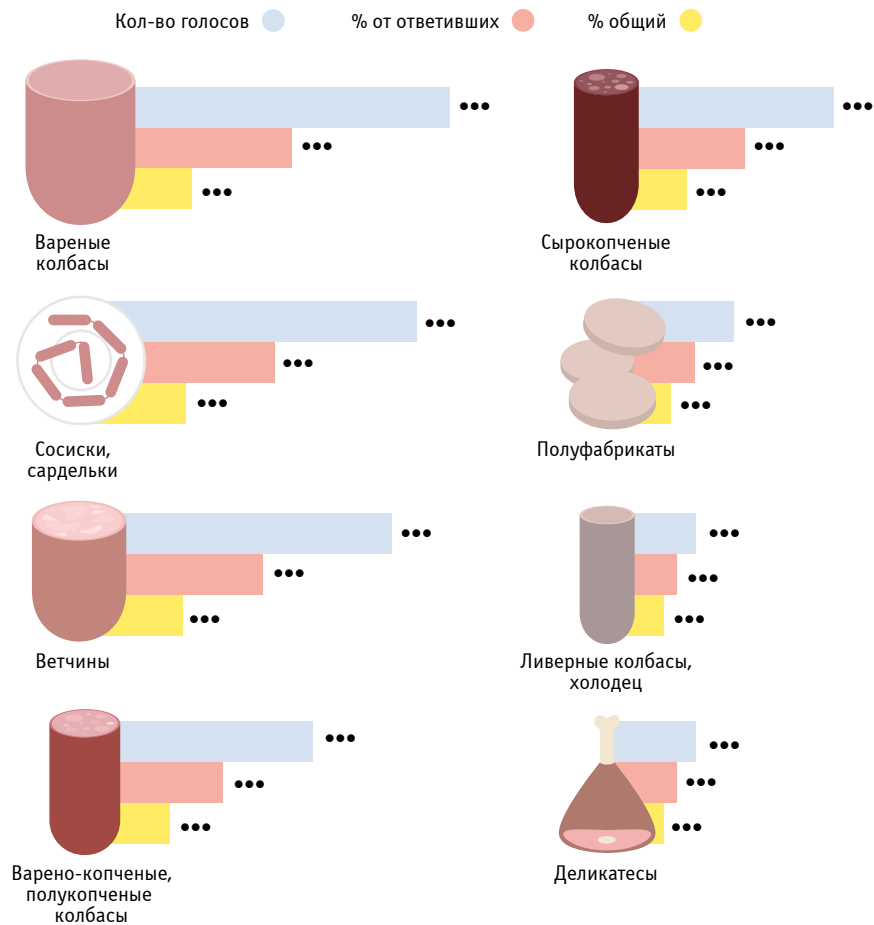 Кол-во голосов
% от ответивших
% общий
•••
•••
•••
Вареные
колбасы
•••
•••
•••
Сырокопченые
колбасы
•••
•••
•••
Сосиски,
сардельки
•••
•••
•••
Полуфабрикаты
•••
•••
•••
Ветчины
•••
•••
•••
Ливерные колбасы,
холодец
•••
•••
•••
Варено-копченые,
полукопченые
колбасы
•••
•••
•••
Деликатесы